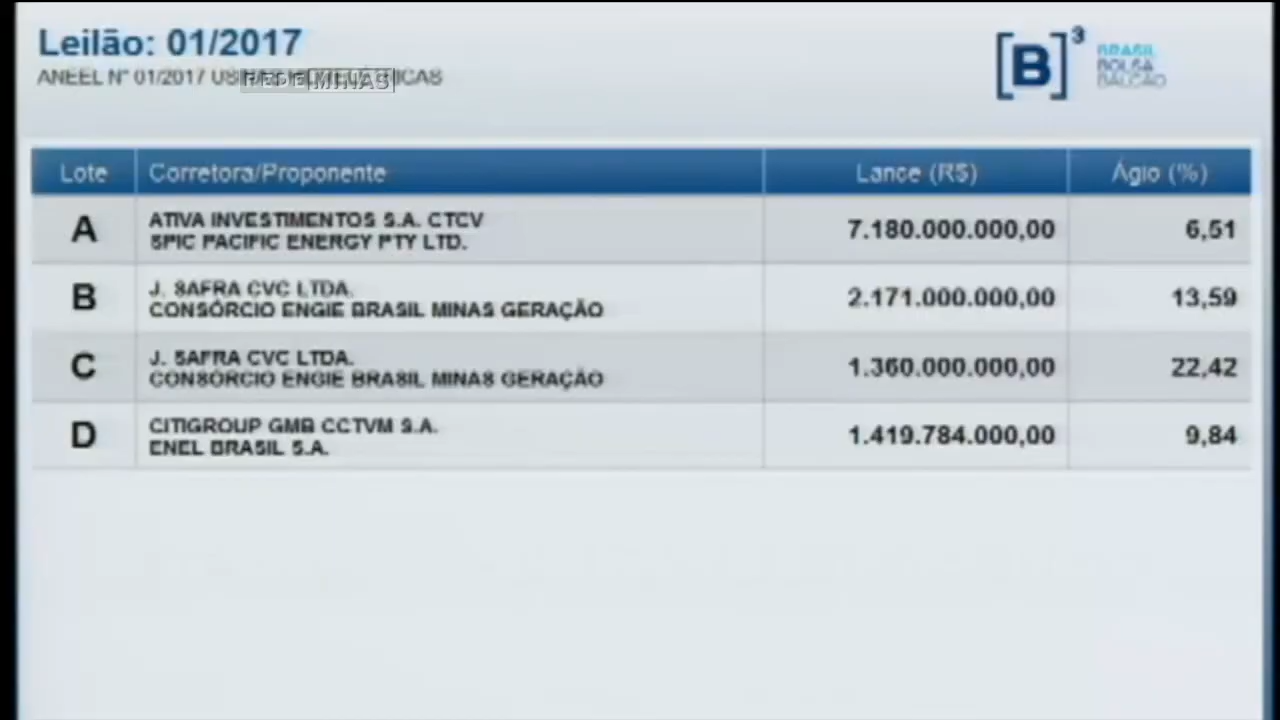 Leilão: 01/2017
ANEEL Nº 01/2017
REDE MINAS
[B]³ BRASIL
BOLSA
BALCÃO
Lote Corretora/Proponente Lance (R$) Ágio (%)
A ATIVA INVESTIMENTOS S.A. CTCV
SPIC PACIFIC ENERGY PTY LTD. 7.180.000.000,00 6,51
B J. SAFRA CVC LTDA.
CONSÓRCIO ENGIE BRASIL MINAS GERAÇÃO 2.171.000.000,00 13,59
C J. SAFRA CVC LTDA.
CONSÓRCIO ENGIE BRASIL MINAS GERAÇÃO 1.360.000.000,00 22,42
D CITIGROUP GMB CCTVM S.A.
ENEL BRASIL S.A. 1.419.784.000,00 9,84